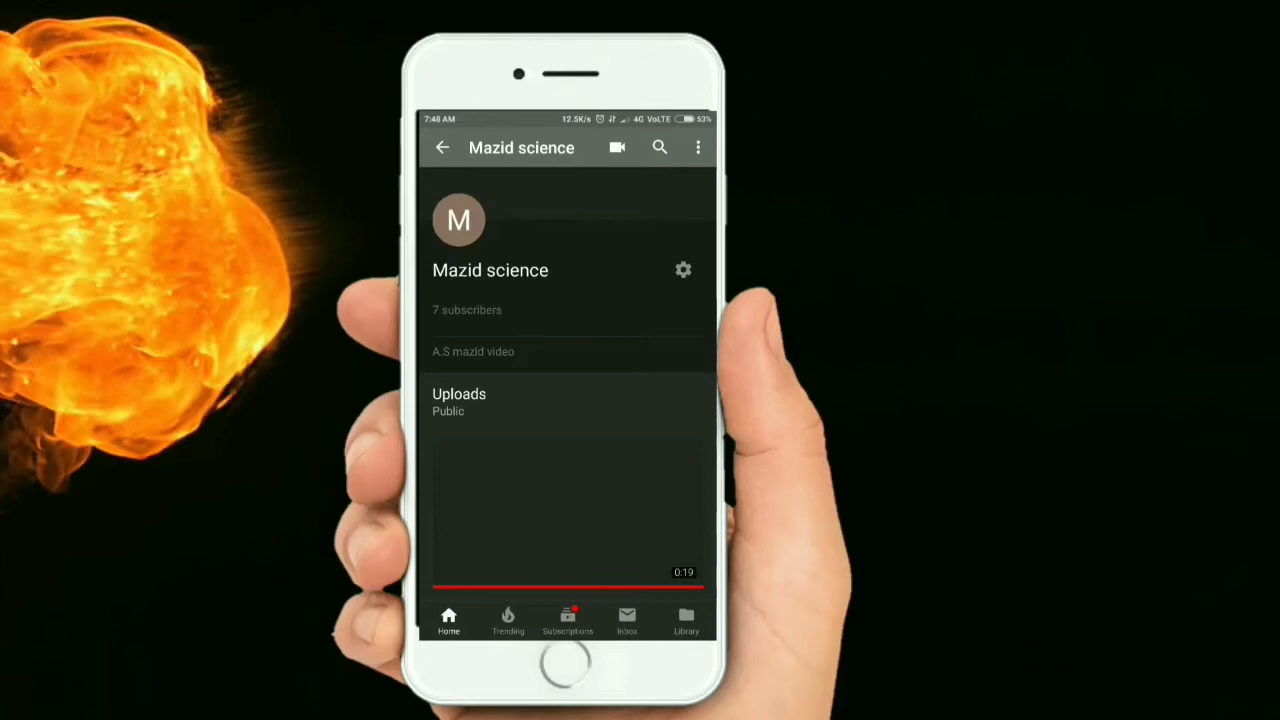 7:48 AM 12.5K/s 4G VoLTE 53%
Mazid science
M
Mazid science
7 subscribers
A.S mazid video
Uploads
Public
0:19
Home Trending Subscriptions Inbox Library